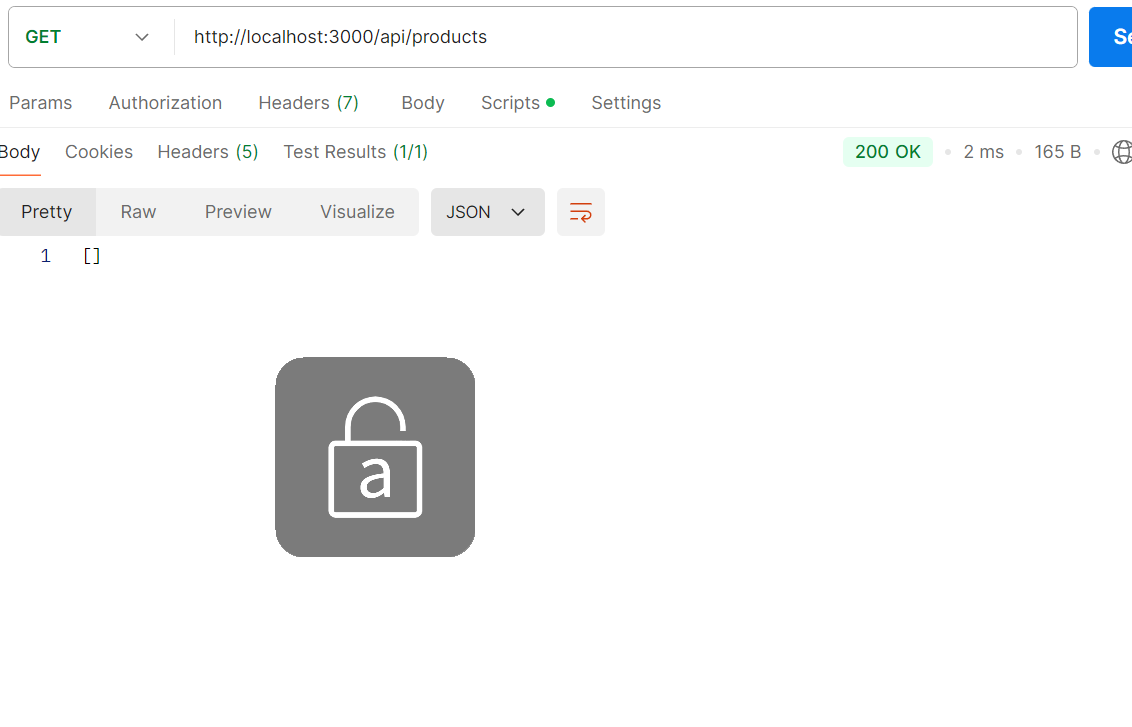 GET http://localhost:3000/api/products
Params Authorization Headers (7) Body Scripts Settings
Body Cookies Headers (5) Test Results (1/1) 200 OK 2 ms 165 B
Pretty Raw Preview Visualize JSON
1 []
a